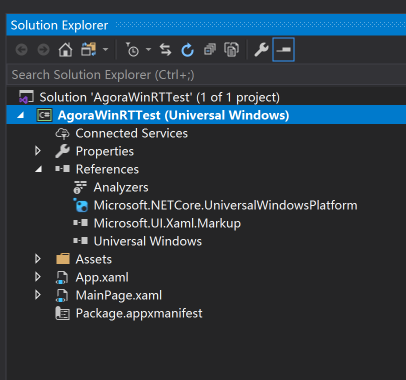 Solution Explorer
Search Solution Explorer (Ctrl+;)
Solution 'AgoraWinRTTest' (1 of 1 project)
AgoraWinRTTest (Universal Windows)
Connected Services
Properties
References
Analyzers
Microsoft.NETCore.UniversalWindowsPlatform
Microsoft.UI.Xaml.Markup
Universal Windows
Assets
App.xaml
MainPage.xaml
Package.appxmanifest